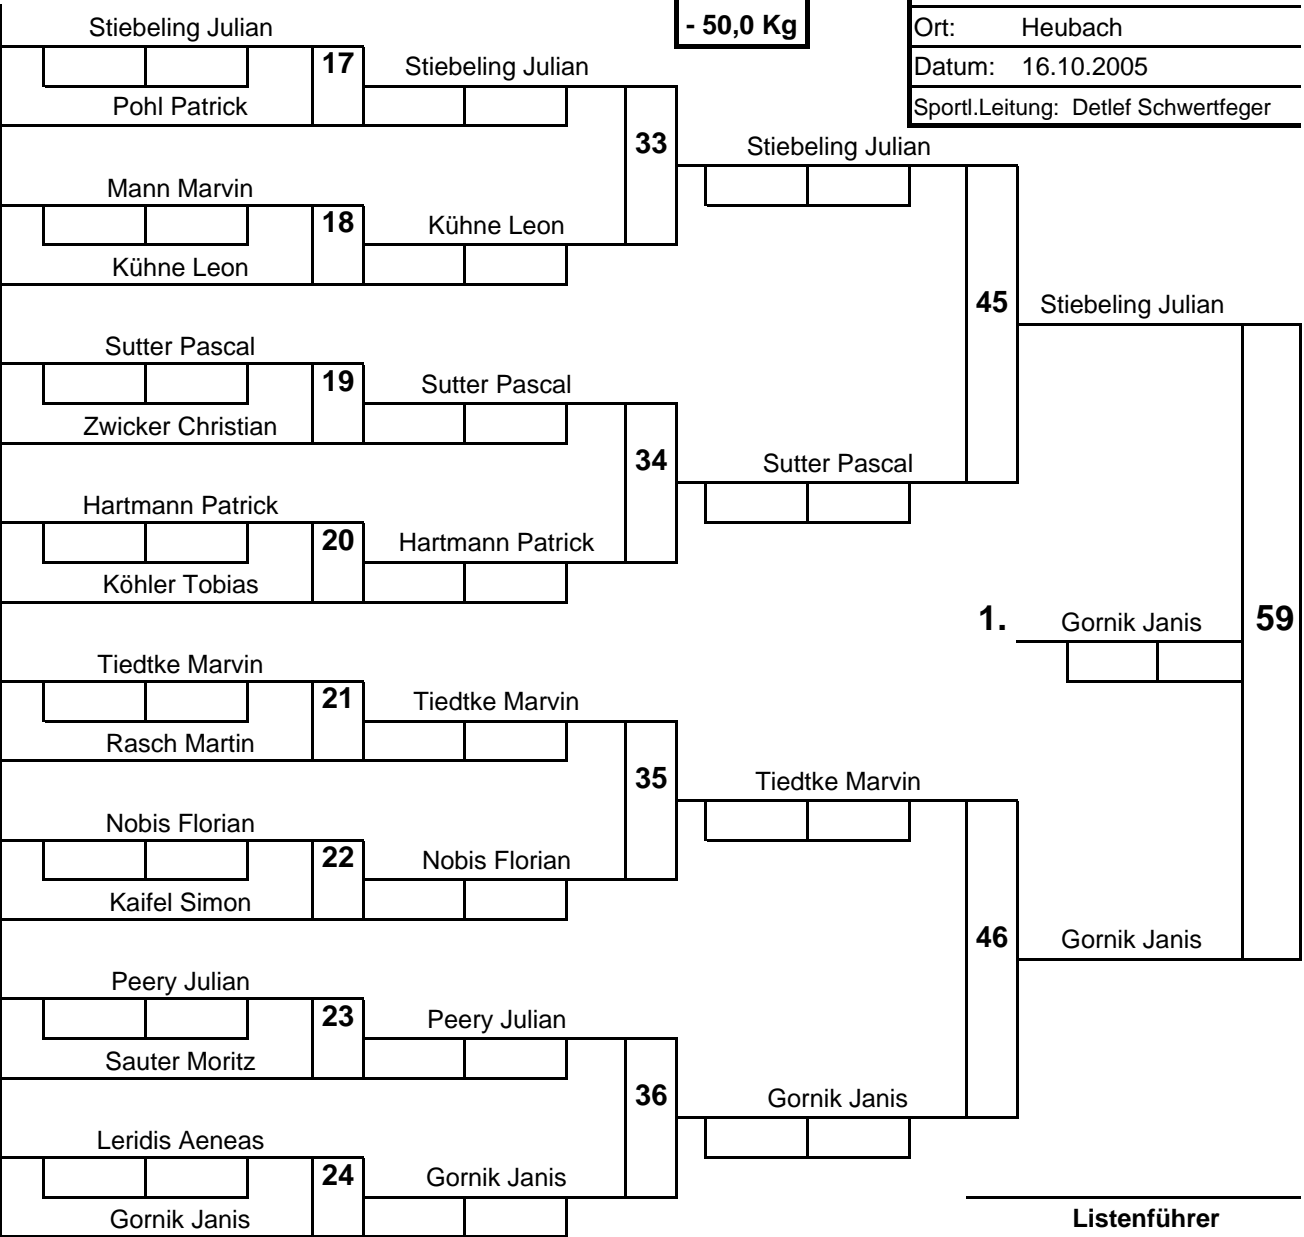 - 50,0 Kg
Ort: Heubach
Datum: 16.10.2005
Sportl.Leitung: Detlef Schwertfeger
Stiebeling Julian
17
Pohl Patrick
Mann Marvin
18
Kühne Leon
Sutter Pascal
19
Zwicker Christian
Hartmann Patrick
20
Köhler Tobias
Tiedtke Marvin
21
Rasch Martin
Nobis Florian
22
Kaifel Simon
Peery Julian
23
Sauter Moritz
Leridis Aeneas
24
Gornik Janis
Stiebeling Julian
33
Kühne Leon
Sutter Pascal
34
Hartmann Patrick
Tiedtke Marvin
35
Nobis Florian
Peery Julian
36
Gornik Janis
Stiebeling Julian
45
Sutter Pascal
Tiedtke Marvin
46
Gornik Janis
Stiebeling Julian
1. Gornik Janis 59
Gornik Janis
Listenführer